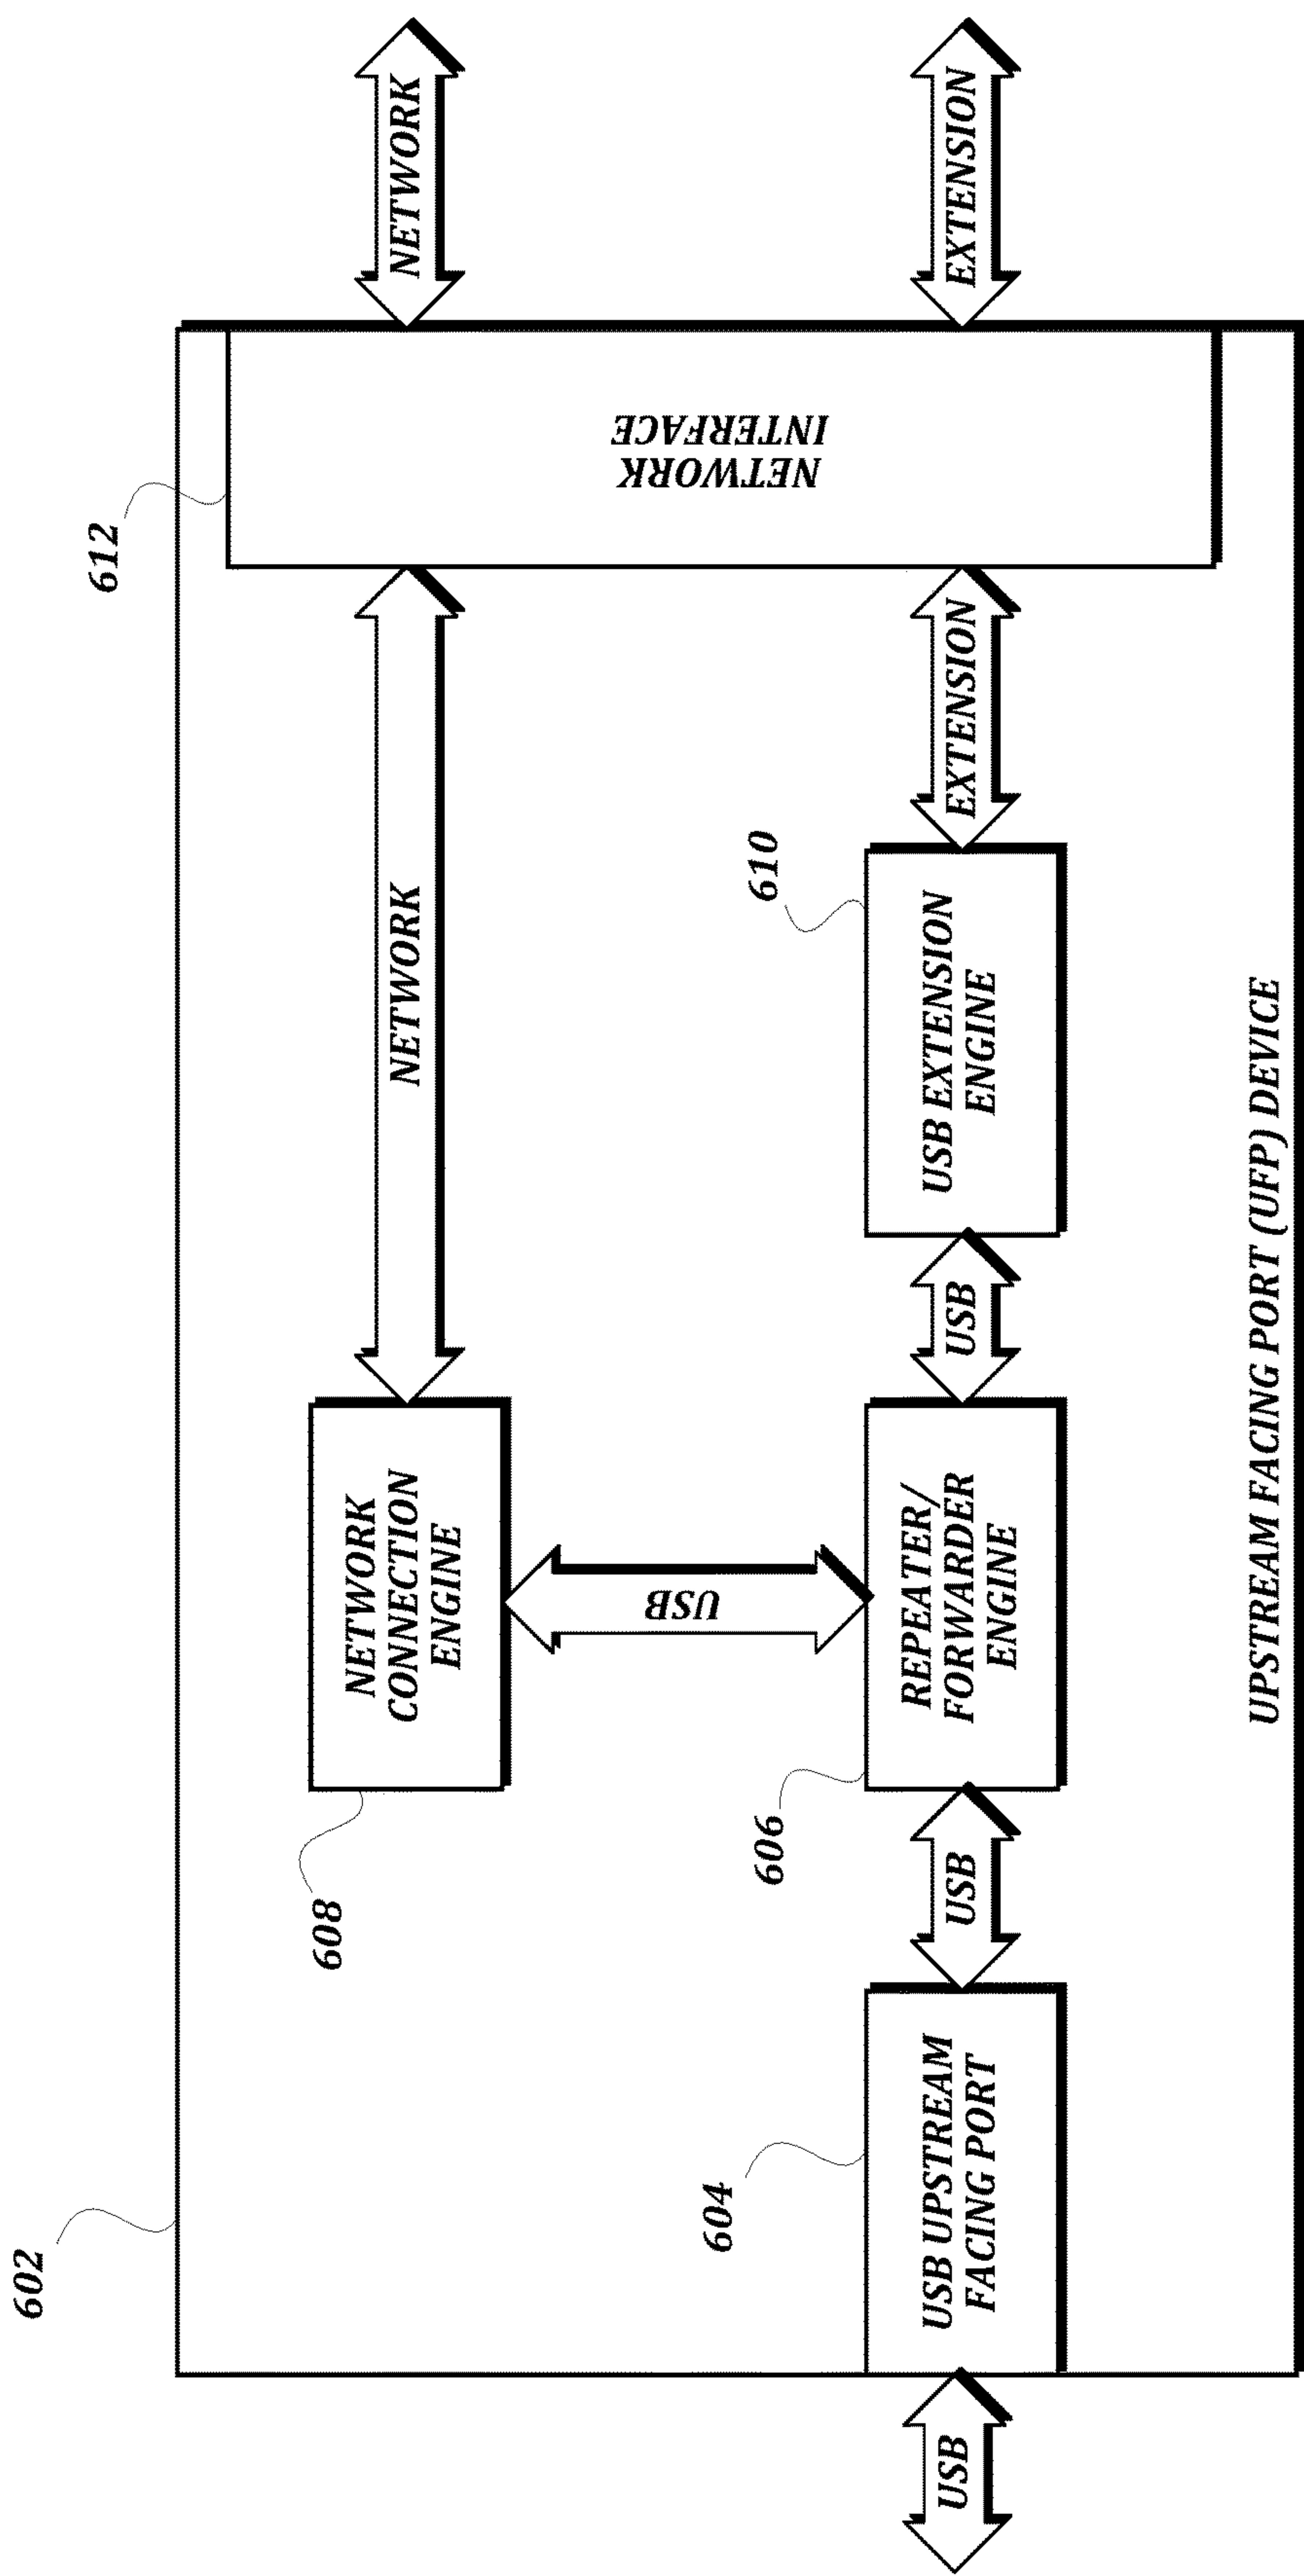 602
612
NETWORK
NETWORK
NETWORK
INTERFACE
608
NETWORK
CONNECTION
ENGINE
USB
604
606
610
USB
USB UPSTREAM
FACING PORT
USB
REPEATER/
FORWARDER
ENGINE
USB
USB EXTENSION
ENGINE
EXTENSION
EXTENSION
UPSTREAM FACING PORT (UFP) DEVICE